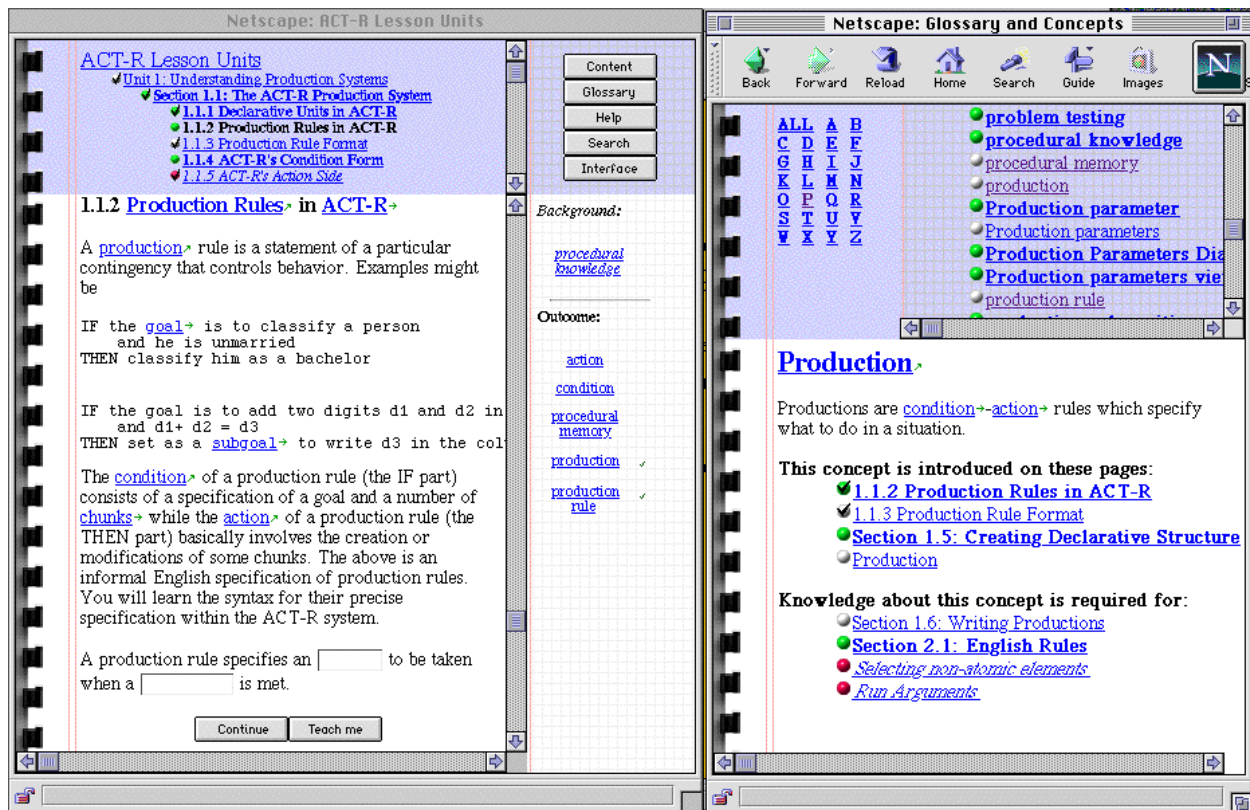 Netscape: ACT-R Lesson Units
ACT-R Lesson Units
Unit 1: Understanding Production Systems
Section 1.1: The ACT-R Production System
1.1.1 Declarative Units in ACT-R
1.1.2 Production Rules in ACT-R
1.1.3 Production Rule Format
1.1.4 ACT-R's Condition Form
1.1.5 ACT-R's Action Side
Content
Glossary
Help
Search
Interface
1.1.2 Production Rules in ACT-R
A production rule is a statement of a particular
contingency that controls behavior. Examples might
be
IF the goal is to classify a person
and he is unmarried
THEN classify him as a bachelor
IF the goal is to add two digits d1 and d2 in
and d1+ d2 = d3
THEN set as a subgoal to write d3 in the col
The condition of a production rule (the IF part)
consists of a specification of a goal and a number of
chunks while the action of a production rule (the
THEN part) basically involves the creation or
modifications of some chunks. The above is an
informal English specification of production rules.
You will learn the syntax for their precise
specification within the ACT-R system.
A production rule specifies an to be taken
when a is met.
Continue Teach me
Background:
procedural
knowledge
Outcome:
action
condition
procedural
memory
production
production
rule
Netscape: Glossary and Concepts
Back Forward Reload Home Search Guide Images N
ALL A B
C D E F
G H I J
K L M N
O P Q R
S T U V
W X Y Z
problem testing
procedural knowledge
procedural memory
production
Production parameter
Production parameters
Production Parameters Dia
Production parameters vie
production rule
Production
Productions are condition-action rules which specify
what to do in a situation.
This concept is introduced on these pages:
1.1.2 Production Rules in ACT-R
1.1.3 Production Rule Format
Section 1.5: Creating Declarative Structure
Production
Knowledge about this concept is required for:
Section 1.6: Writing Productions
Section 2.1: English Rules
Selecting non-atomic elements
Run Arguments